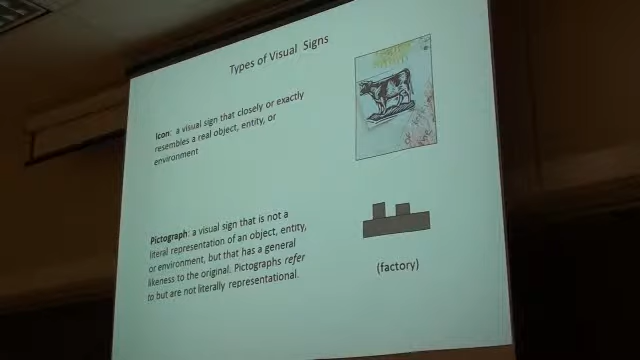 Types of Visual Signs
Icon: a visual sign that closely or exactly
resembles a real object, entity, or
environment
Pictograph: a visual sign that is not a
literal representation of an object, entity,
or environment, but that has a general
likeness to the original. Pictographs refer
to but are not literally representational.
(factory)